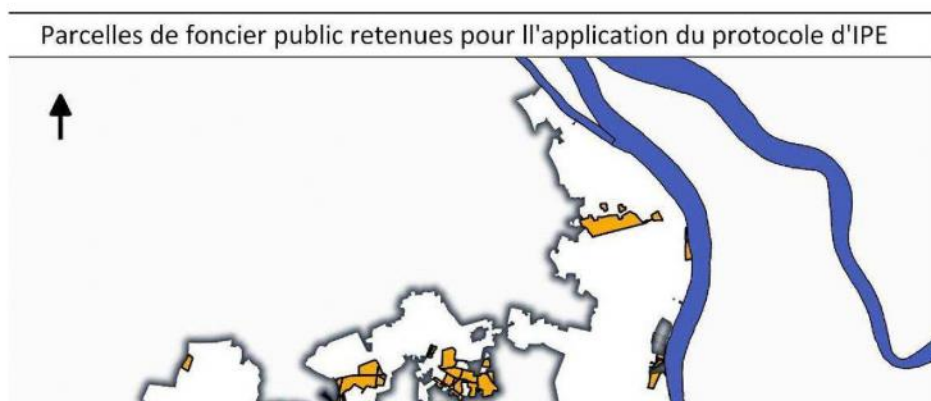 Parcelles de foncier public retenues pour ll'application du protocole d'IPE